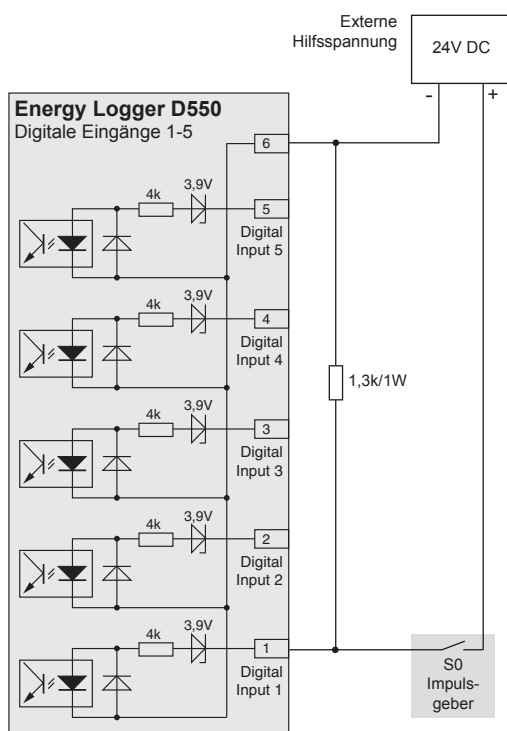 Externe
Hilfsspannung
24V DC
-
+
Energy Logger D550
Digitale Eingänge 1-5
6
4k
3,9V
5
Digital
Input 5
4k
3,9V
4
Digital
Input 4
1,3k/1W
4k
3,9V
3
Digital
Input 3
4k
3,9V
2
Digital
Input 2
4k
3,9V
1
Digital
Input 1
S0
Impuls-
geber